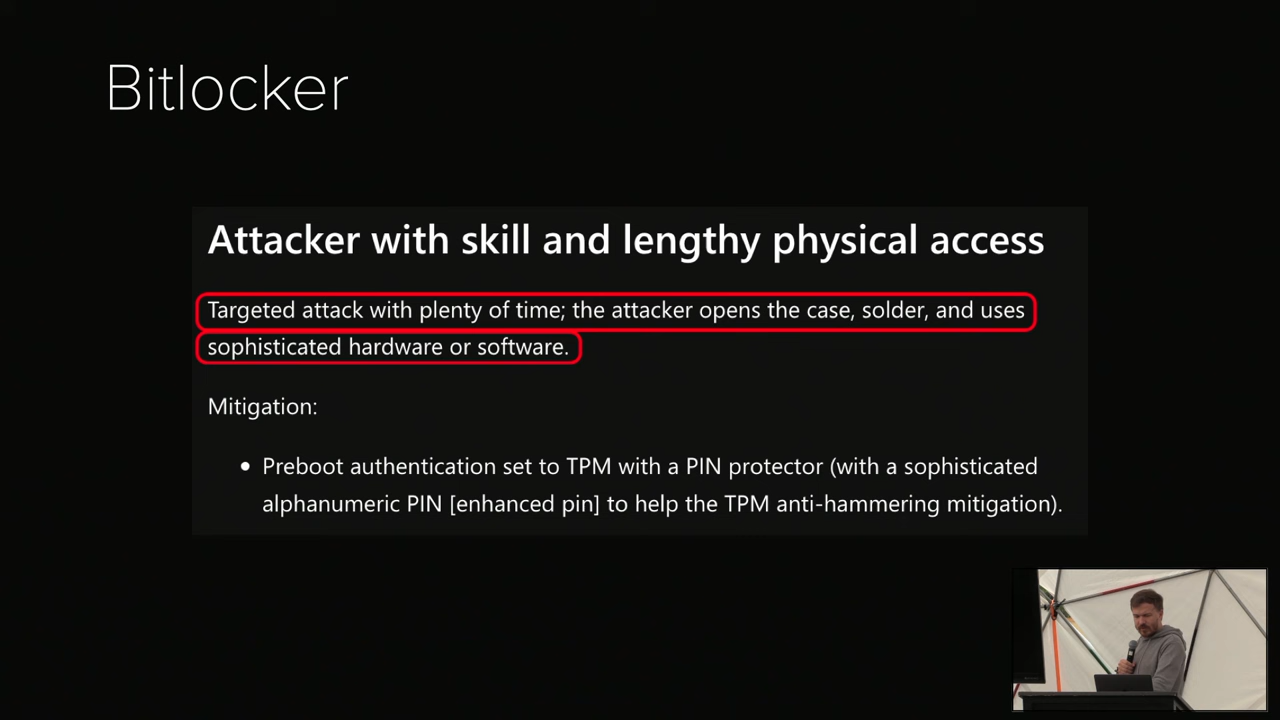 Bitlocker
Attacker with skill and lengthy physical access
Targeted attack with plenty of time; the attacker opens the case, solder, and uses
sophisticated hardware or software.
Mitigation:
• Preboot authentication set to TPM with a PIN protector (with a sophisticated
alphanumeric PIN [enhanced pin] to help the TPM anti-hammering mitigation).